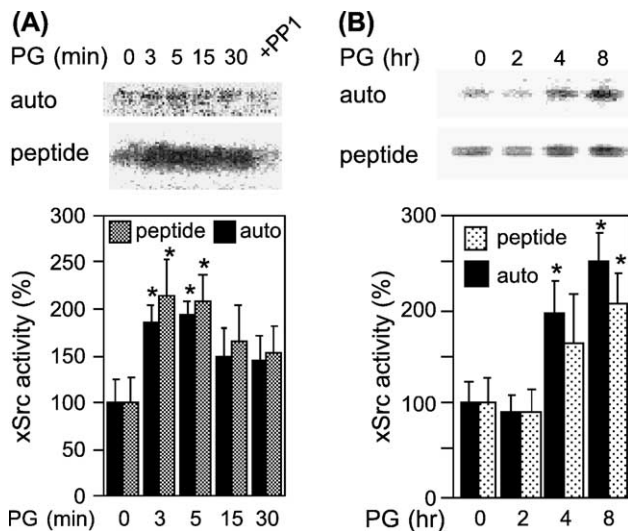 (A)
PG (min) 0 3 5 15 30 +PP1
auto
peptide
300
250
200
150
100
50
0
xSrc activity (%)
peptide auto
* * * *
PG (min) 0 3 5 15 30
(B)
PG (hr) 0 2 4 8
auto
peptide
300
200
100
0
xSrc activity (%)
peptide
auto
* * *
PG (hr) 0 2 4 8